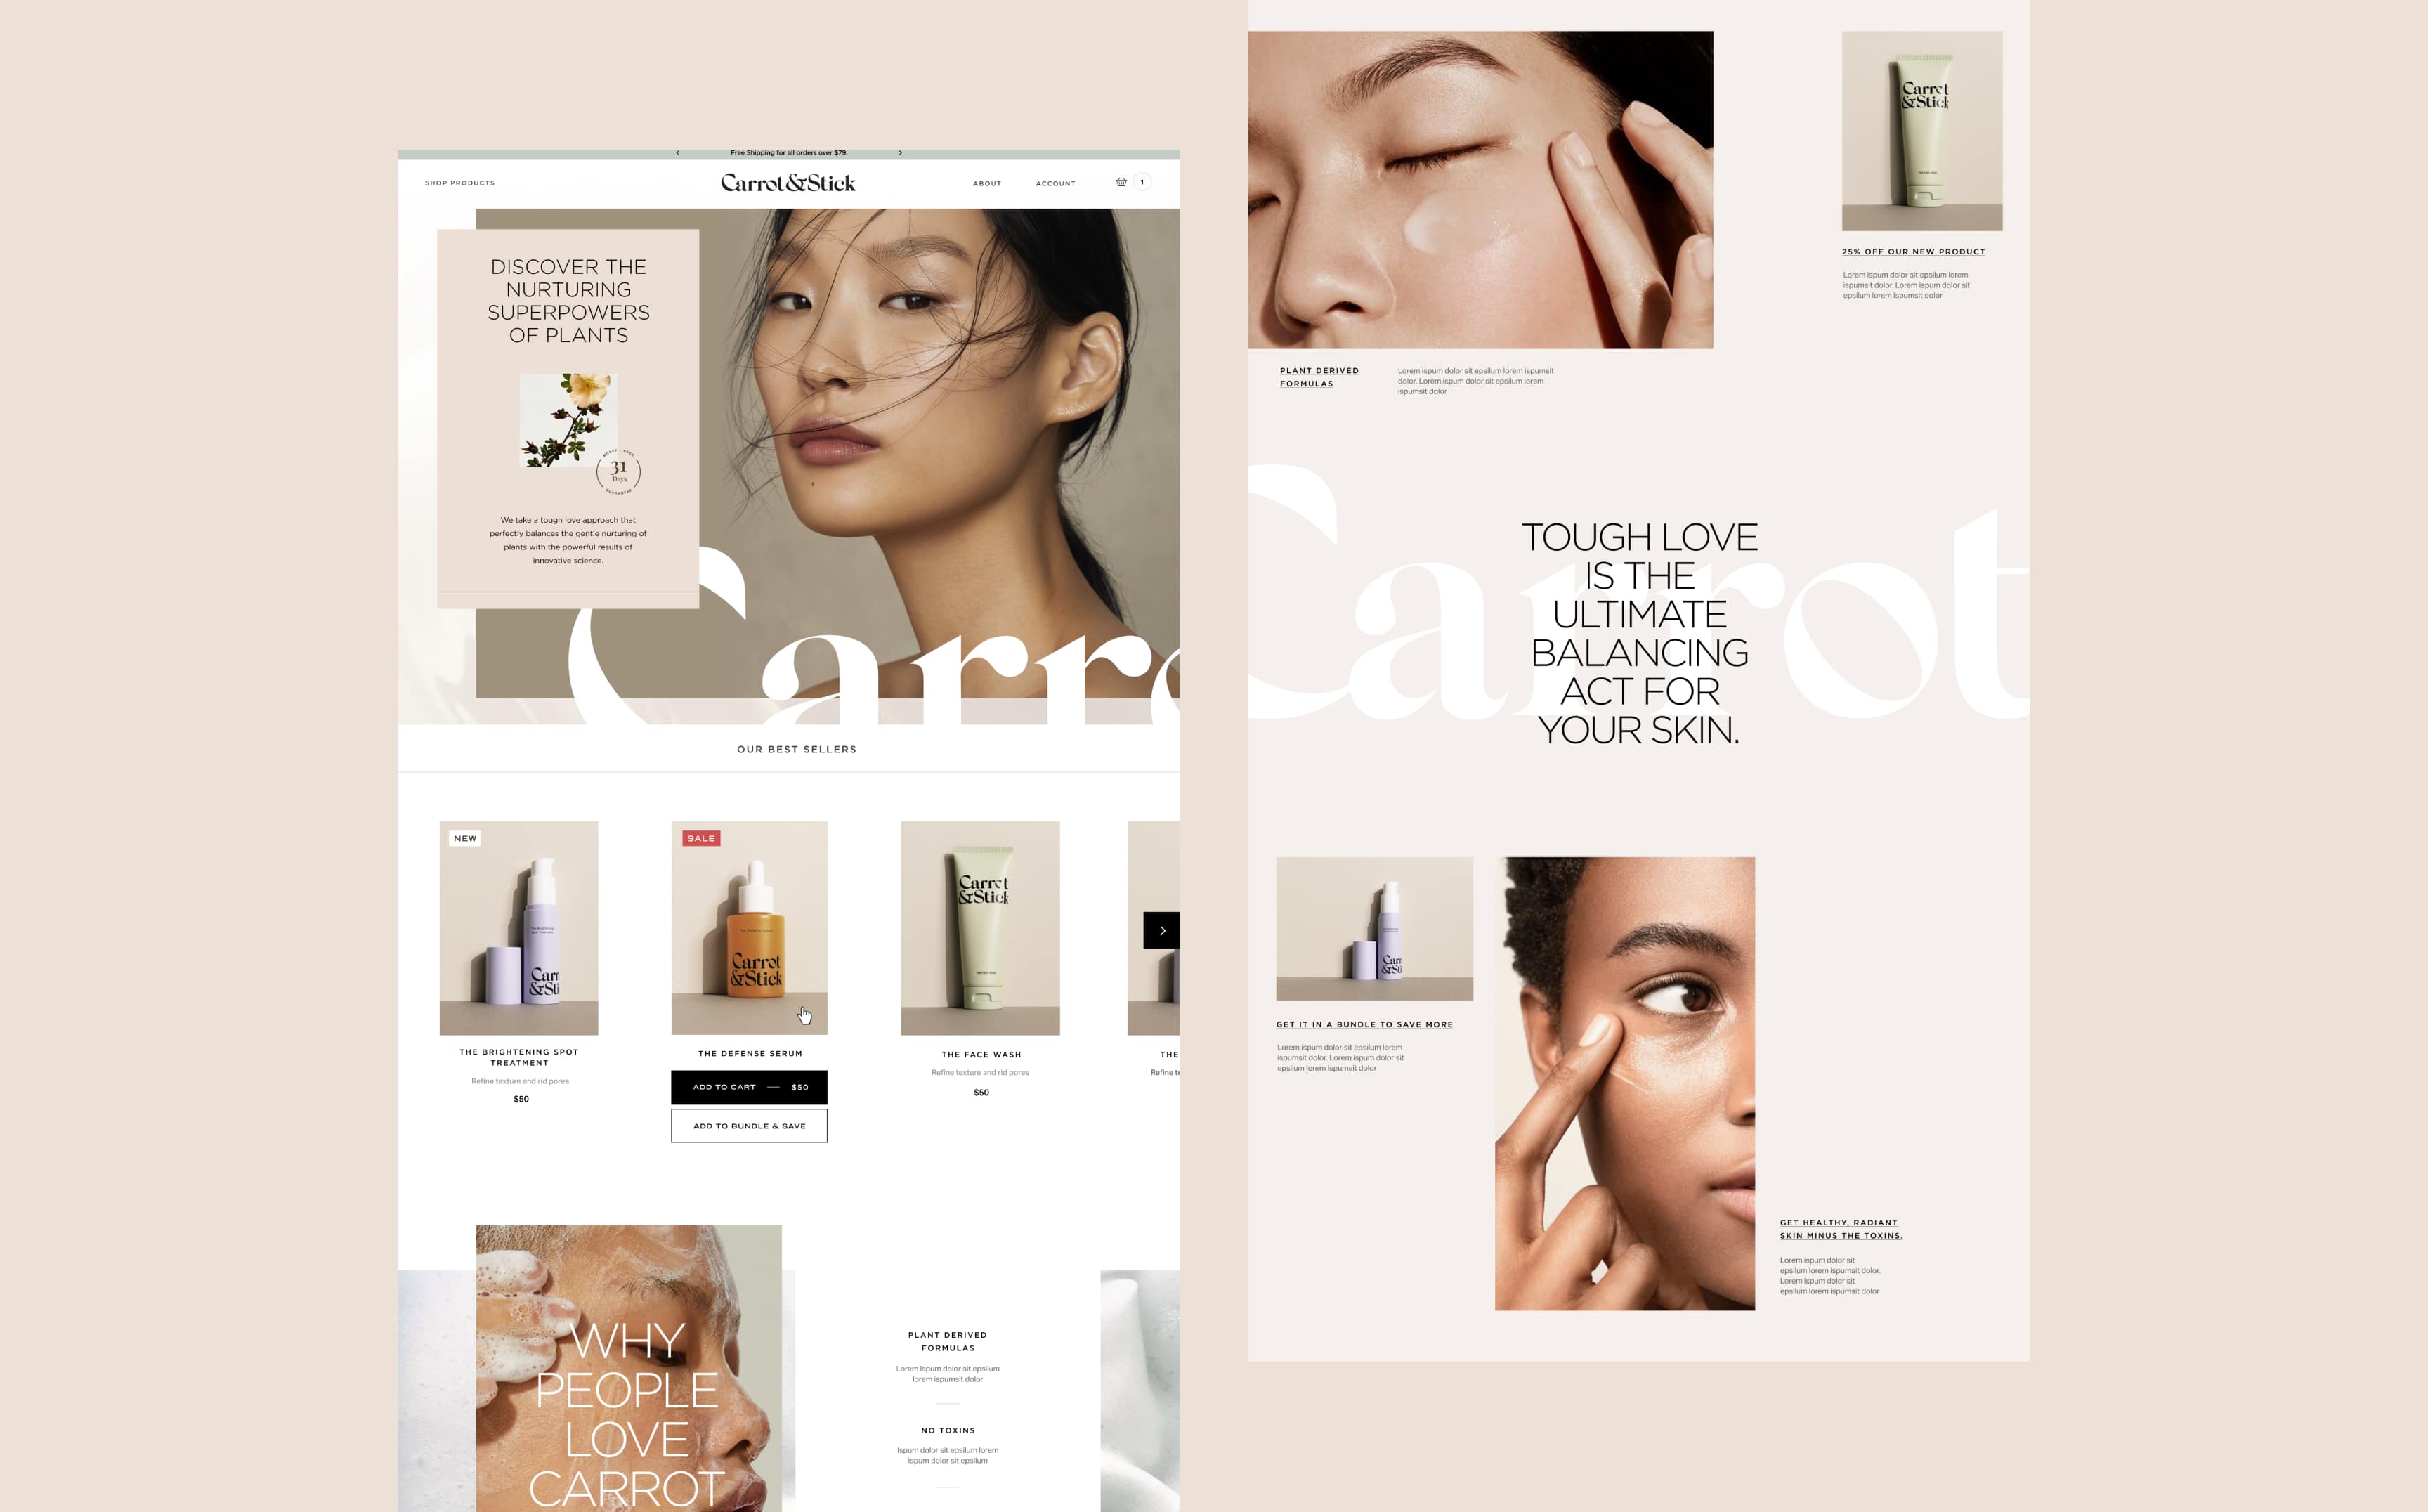 Free Shipping for all orders over $79.
SHOP PRODUCTS
Carrot&Stick
ABOUT
ACCOUNT
1
DISCOVER THE
NURTURING
SUPERPOWERS
OF PLANTS
31
Days
GUARANTEE
We take a tough love approach that
perfectly balances the gentle nurturing of
plants with the powerful results of
innovative science.
Carro
OUR BEST SELLERS
NEW
Carr
&Sti
THE BRIGHTENING SPOT
TREATMENT
Refine texture and rid pores
$50
SALE
Carrot
&Stick
THE DEFENSE SERUM
ADD TO CART — $50
ADD TO BUNDLE & SAVE
Carrot
&Stick
THE FACE WASH
Refine texture and rid pores
$50
THE
Refine te
WHY
PEOPLE
LOVE
CARROT
PLANT DERIVED
FORMULAS
Lorem ispum dolor sit epsilum
lorem ispumsit dolor
NO TOXINS
Ispum dolor sit epsilum lorem
ispum dolor sit epsilum
Carrot
&Stick
25% OFF OUR NEW PRODUCT
Lorem ispum dolor sit epsilum lorem
ispumsit dolor. Lorem ispum dolor sit
epsilum lorem ispumsit dolor
PLANT DERIVED
FORMULAS
Lorem ispum dolor sit epsilum lorem ispumsit
dolor. Lorem ispum dolor sit epsilum lorem
ispumsit dolor
Carrot
TOUGH LOVE
IS THE
ULTIMATE
BALANCING
ACT FOR
YOUR SKIN.
Carr
&Sti
GET IT IN A BUNDLE TO SAVE MORE
Lorem ispum dolor sit epsilum lorem
ispumsit dolor. Lorem ispum dolor sit
epsilum lorem ispumsit dolor
GET HEALTHY, RADIANT
SKIN MINUS THE TOXINS.
Lorem ispum dolor sit
epsilum lorem ispumsit dolor.
Lorem ispum dolor sit
epsilum lorem ispumsit dolor